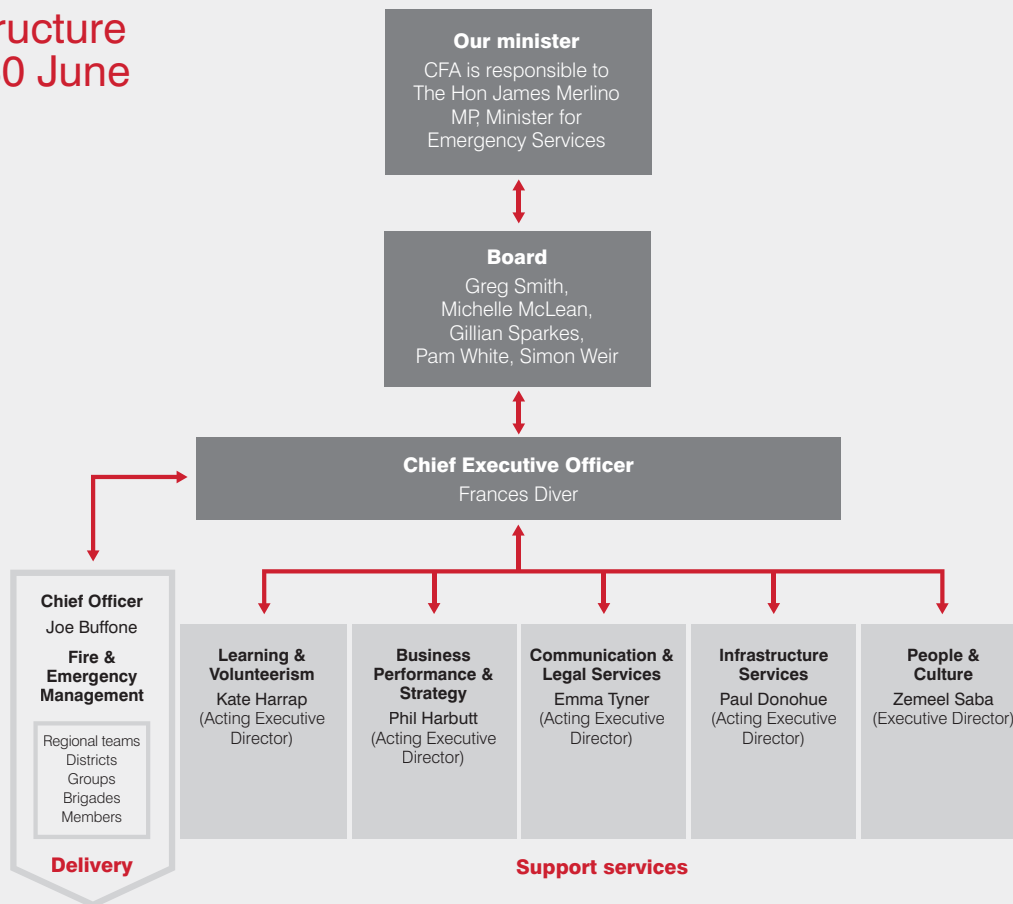 ructure
0 June
Our minister
CFA is responsible to
The Hon James Merlino
MP, Minister for
Emergency Services
Board
Greg Smith,
Michelle McLean,
Gillian Sparkes,
Pam White, Simon Weir
Chief Executive Officer
Frances Diver
Chief Officer
Joe Buffone
Fire &
Emergency
Management
Regional teams
Districts
Groups
Brigades
Members
Delivery
Learning &
Volunteerism
Kate Harrap
(Acting Executive
Director)
Business
Performance &
Strategy
Phil Harbutt
(Acting Executive
Director)
Communication &
Legal Services
Emma Tyner
(Acting Executive
Director)
Infrastructure
Services
Paul Donohue
(Acting Executive
Director)
People &
Culture
Zemeel Saba
(Executive Director)
Support services